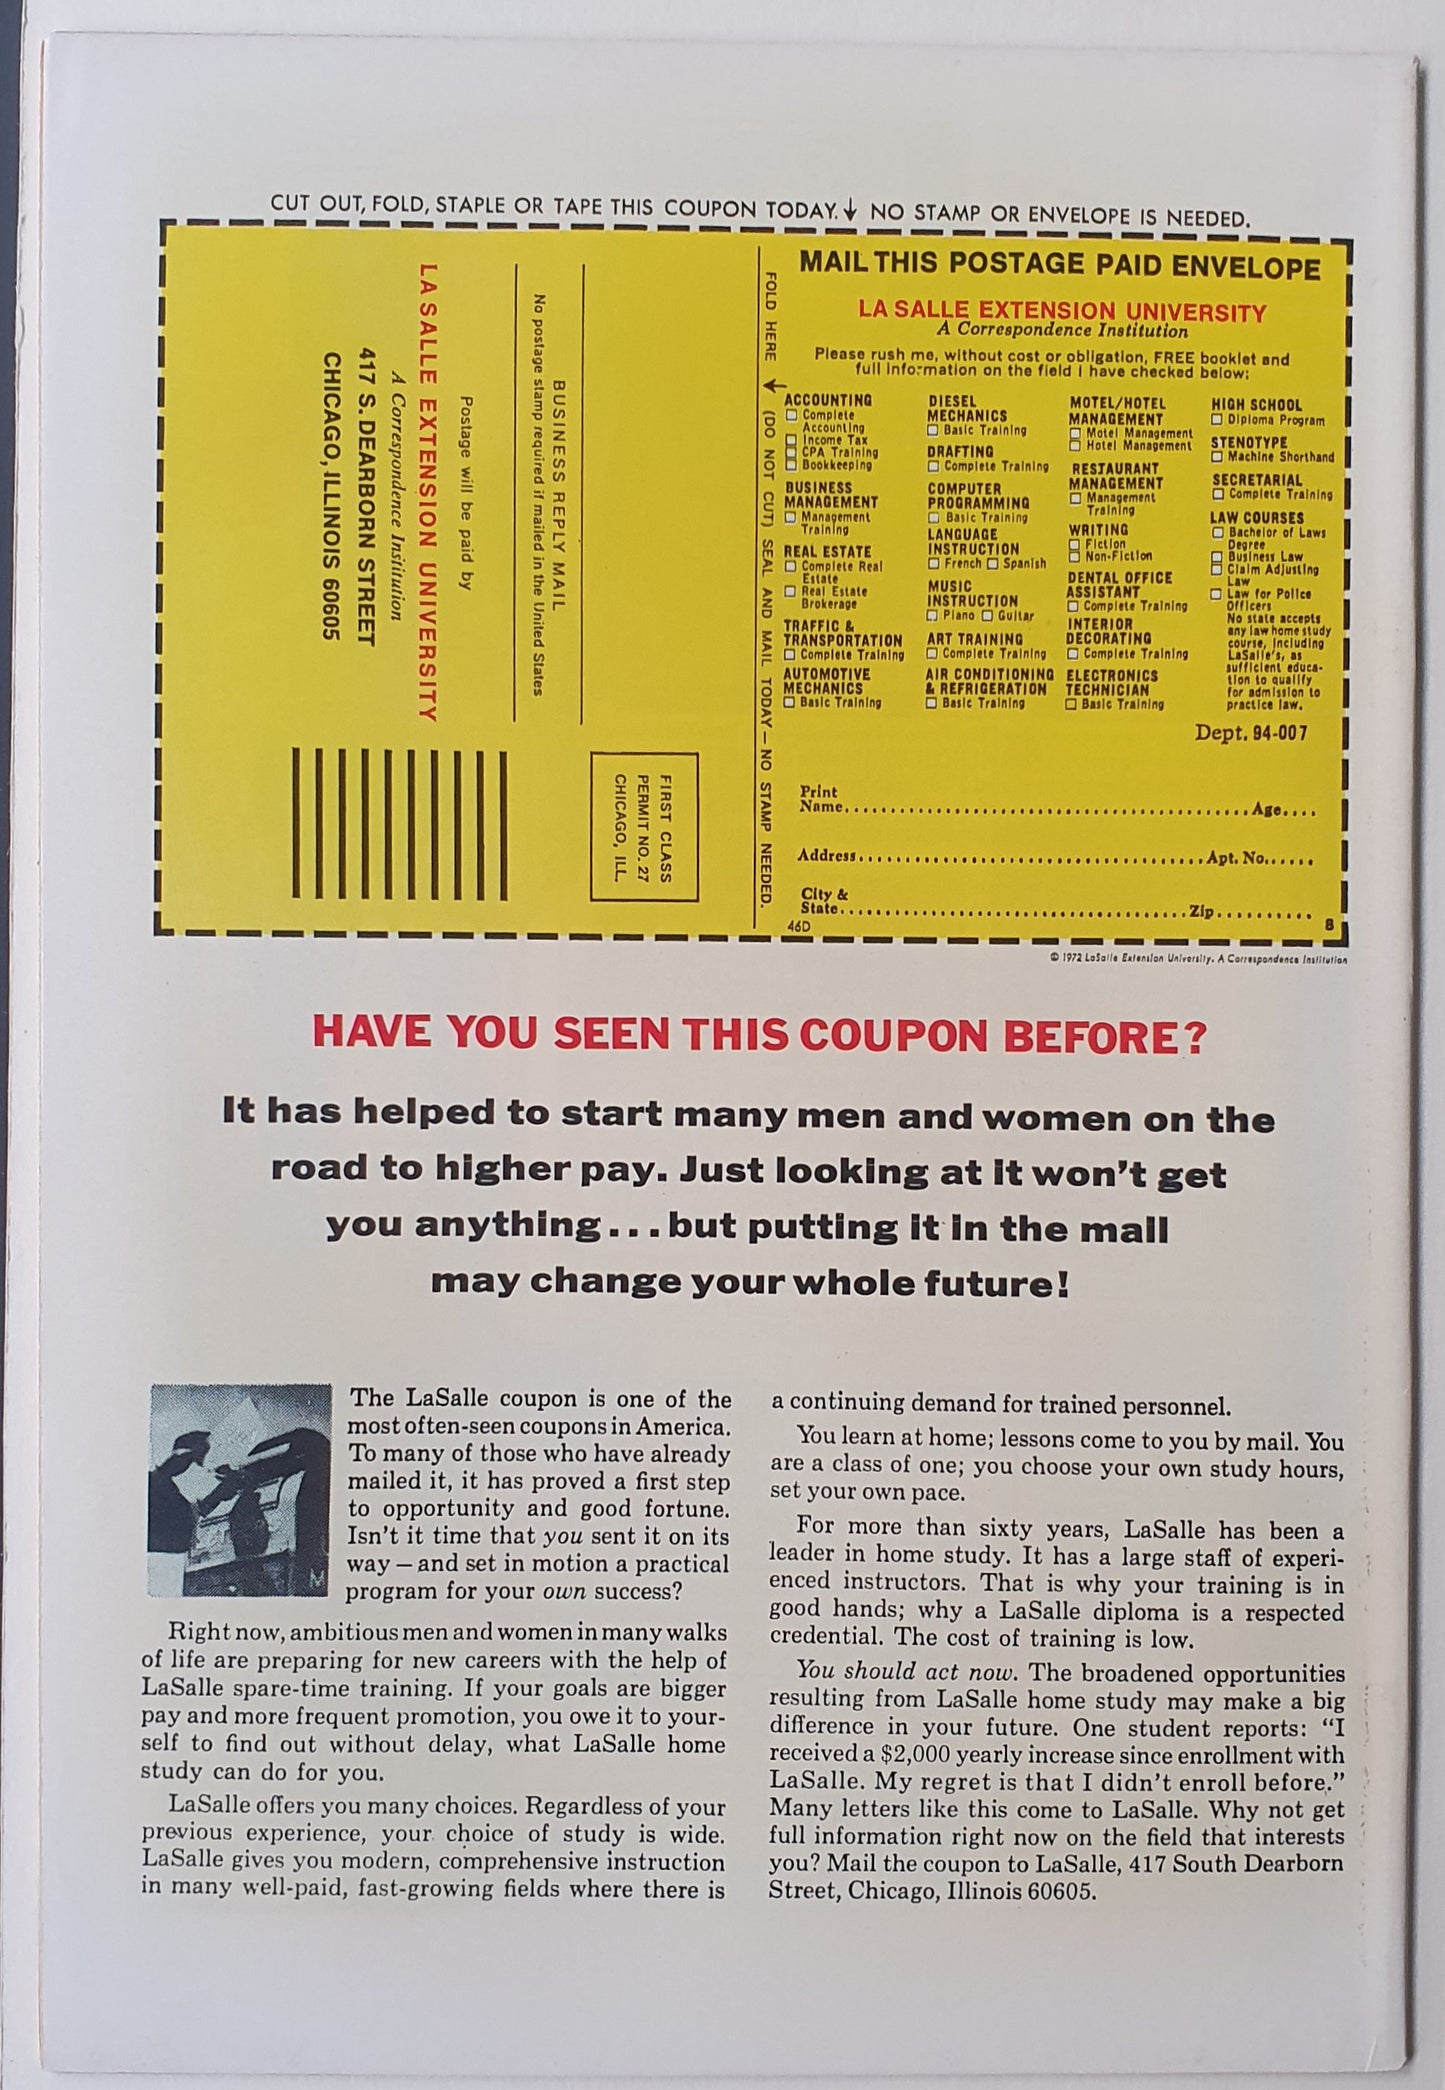 CUT OUT, FOLD, STAPLE OR TAPE THIS COUPON TODAY. ↓ NO STAMP OR ENVELOPE IS NEEDED.
BUSINESS REPLY MAIL
No postage stamp required if mailed in the United States
Postage will be paid by
LA SALLE EXTENSION UNIVERSITY
A Correspondence Institution
417 S. DEARBORN STREET
CHICAGO, ILLINOIS 60605
FIRST CLASS
PERMIT NO. 27
CHICAGO, ILL.
FOLD HERE ↓ (DO NOT CUT) SEAL AND MAIL TODAY — NO STAMP NEEDED.
MAIL THIS POSTAGE PAID ENVELOPE
LA SALLE EXTENSION UNIVERSITY
A Correspondence Institution
Please rush me, without cost or obligation, FREE booklet and
full information on the field I have checked below:
ACCOUNTING
☐ Complete
Accounting
☐ Income Tax
☐ CPA Training
☐ Bookkeeping
BUSINESS
MANAGEMENT
☐ Management
Training
REAL ESTATE
☐ Complete Real
Estate
☐ Real Estate
Brokerage
TRAFFIC &
TRANSPORTATION
☐ Complete Training
AUTOMOTIVE
MECHANICS
☐ Basic Training
DIESEL
MECHANICS
☐ Basic Training
DRAFTING
☐ Complete Training
COMPUTER
PROGRAMMING
☐ Basic Training
LANGUAGE
INSTRUCTION
☐ French ☐ Spanish
MUSIC
INSTRUCTION
☐ Piano ☐ Guitar
ART TRAINING
☐ Complete Training
AIR CONDITIONING
& REFRIGERATION
☐ Basic Training
MOTEL/HOTEL
MANAGEMENT
☐ Motel Management
☐ Hotel Management
RESTAURANT
MANAGEMENT
☐ Management
Training
WRITING
☐ Fiction
☐ Non-Fiction
DENTAL OFFICE
ASSISTANT
☐ Complete Training
INTERIOR
DECORATING
☐ Complete Training
ELECTRONICS
TECHNICIAN
☐ Basic Training
HIGH SCHOOL
☐ Diploma Program
STENOTYPE
☐ Machine Shorthand
SECRETARIAL
☐ Complete Training
LAW COURSES
☐ Bachelor of Laws
Degree
☐ Business Law
☐ Claim Adjusting
Law
☐ Law for Police
Officers
No state accepts
any law home study
course, including
LaSalle's, as
sufficient educa-
tion to qualify
for admission to
practice law.
Dept. 94-007
Print
Name.......... Age....
Address.......... Apt. No......
City &
State.......... Zip..........
46D 8
© 1972 LaSalle Extension University. A Correspondence Institution
HAVE YOU SEEN THIS COUPON BEFORE?
It has helped to start many men and women on the
road to higher pay. Just looking at it won't get
you anything...but putting it in the mail
may change your whole future!
The LaSalle coupon is one of the
most often-seen coupons in America.
To many of those who have already
mailed it, it has proved a first step
to opportunity and good fortune.
Isn't it time that you sent it on its
way — and set in motion a practical
program for your own success?
Right now, ambitious men and women in many walks
of life are preparing for new careers with the help of
LaSalle spare-time training. If your goals are bigger
pay and more frequent promotion, you owe it to your-
self to find out without delay, what LaSalle home
study can do for you.
LaSalle offers you many choices. Regardless of your
previous experience, your choice of study is wide.
LaSalle gives you modern, comprehensive instruction
in many well-paid, fast-growing fields where there is
a continuing demand for trained personnel.
You learn at home; lessons come to you by mail. You
are a class of one; you choose your own study hours,
set your own pace.
For more than sixty years, LaSalle has been a
leader in home study. It has a large staff of experi-
enced instructors. That is why your training is in
good hands; why a LaSalle diploma is a respected
credential. The cost of training is low.
You should act now. The broadened opportunities
resulting from LaSalle home study may make a big
difference in your future. One student reports: "I
received a $2,000 yearly increase since enrollment with
LaSalle. My regret is that I didn't enroll before."
Many letters like this come to LaSalle. Why not get
full information right now on the field that interests
you? Mail the coupon to LaSalle, 417 South Dearborn
Street, Chicago, Illinois 60605.